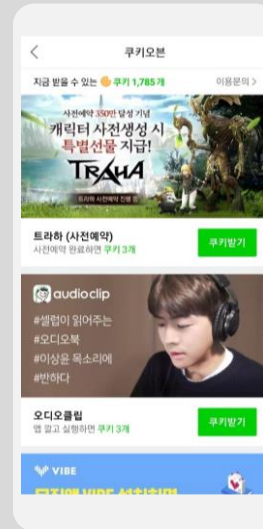 쿠키오븐
지금 받을 수 있는 쿠키 1,785개
이용문의 >
사전예약 350만 달성 기념
캐릭터 사전생성 시
특별선물 지급!
TRAHA
트라하 사전예약 진행 중
트라하 (사전예약)
사전예약 완료하면 쿠키 3개
쿠키받기
audioclip
#셀럽이 읽어주는
#오디오북
#이상윤 목소리에
#반하다
오디오클립
앱 깔고 실행하면 쿠키 3개
쿠키받기
VIBE